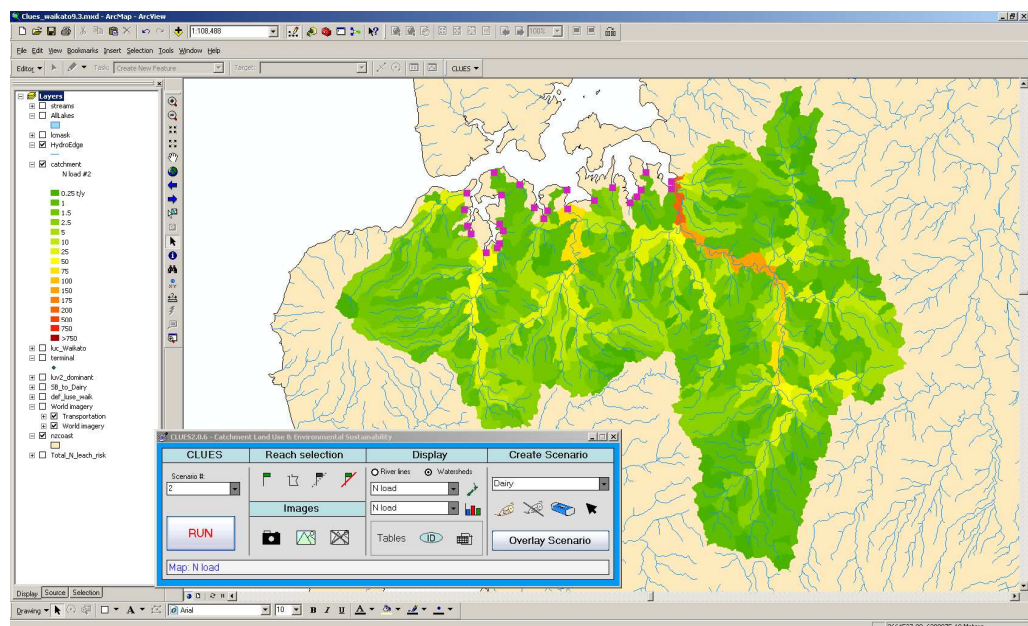 Clues_waikato9.3.mxd - ArcMap - ArcView
1:108,488
100%
File Edit View Bookmarks Insert Selection Tools Window Help
Editor Task: Create New Feature Target: CLUES
Layers
streams
AllLakes
lcmask
HydroEdge
catchment
N load #2
0.25 t/y
1
1.5
2.5
5
10
25
50
75
100
150
175
200
500
750
>750
luc_Waikato
terminal
luv2_dominant
SB_to_Dairy
def_luse_waik
World imagery
Transportation
World imagery
nzcoast
Total_N_leach_risk
CLUES2.0.6 - Catchment Land Use & Environmental Sustainability
CLUES Reach selection Display Create Scenario
Scenario #:
2
River lines Watersheds
N load
Dairy
Images
N load
RUN
Tables ID
Overlay Scenario
Map: N load
Display Source Selection
Drawing A Arial 10 B I U A